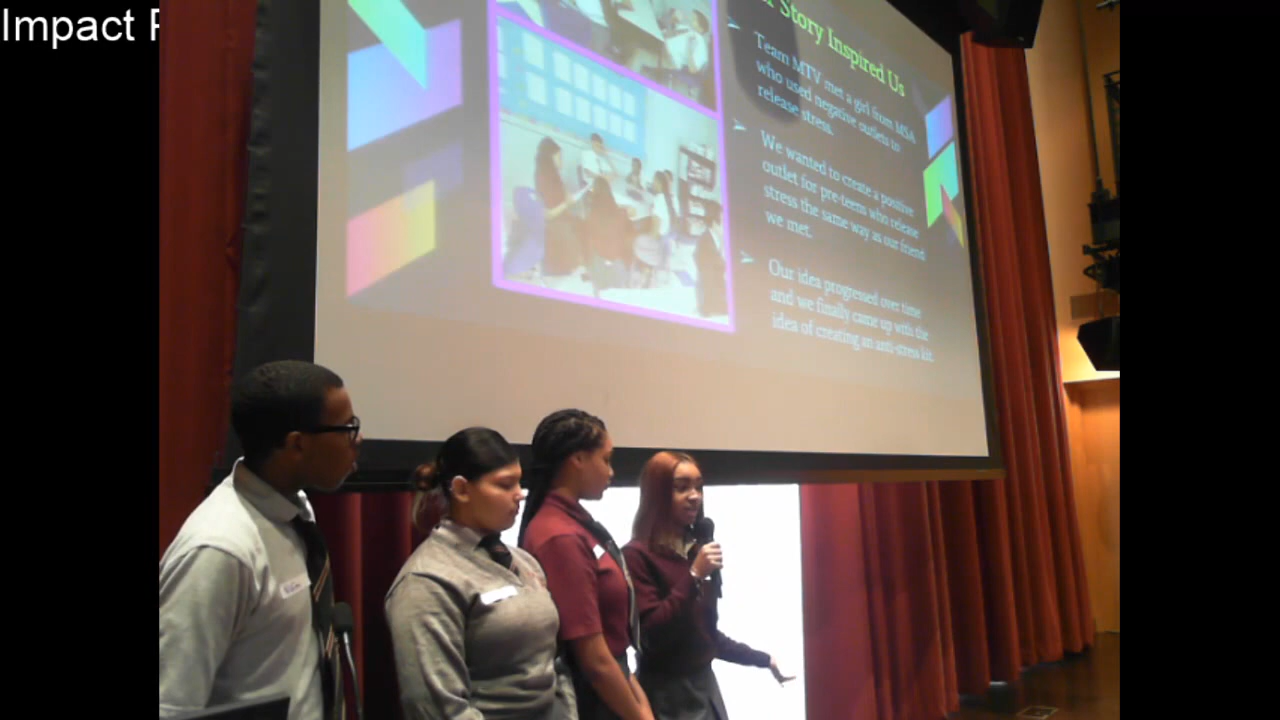 Impact
Story Inspired Us
Team MTV met a girl from MSA
who used negative outlets to
release stress.
We wanted to create a positive
outlet for pre-teens who release
stress the same way as our friend
we met.
Our idea progressed over time
and we finally came up with the
idea of creating an anti-stress kit.